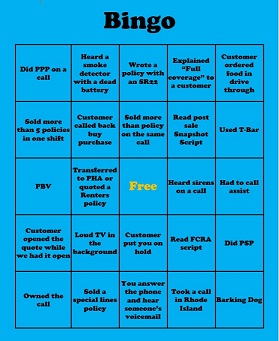 Bingo
Did PPP on a
call
Heard a
smoke
detector
with a dead
battery
Wrote a
policy with
an SR22
Explained
"Full
coverage" to
a customer
Customer
ordered
food in
drive
through
Sold more
than 5 policies
in one shift
Customer
called back
buy
purchase
Sold more
than policy
on the same
call
Read post
sale
Snapshot
Script
Used T-Bar
PBV
Transferred
to PHA or
quoted a
Renters
policy
Free
Heard sirens
on a call
Had to call
assist
Customer
opened the
quote while
we had it open
Loud TV in
the
background
Customer
put you on
hold
Read FCRA
script
Did PSP
Owned the
call
Sold a
special lines
policy
You answer
the phone
and hear
someone's
voicemail
Took a call
in Rhode
Island
Barking Dog